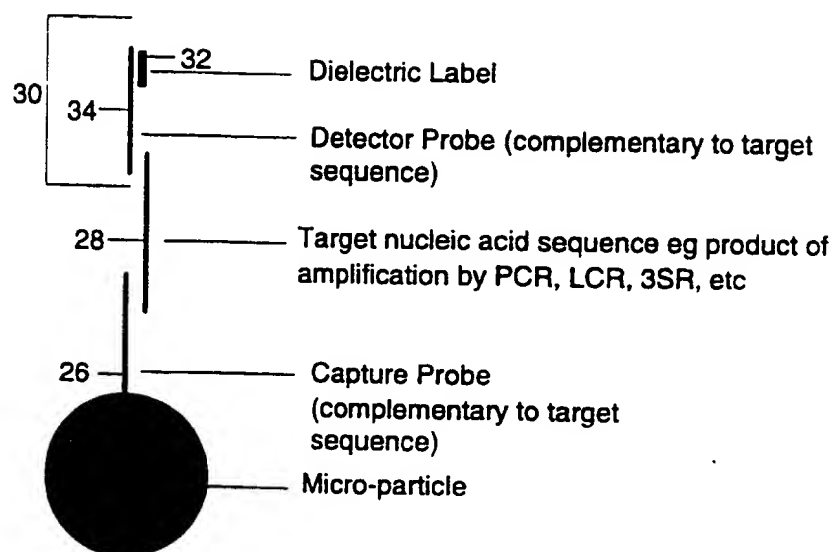 32
Dielectric Label
30
34
Detector Probe (complementary to target
sequence)
28
Target nucleic acid sequence eg product of
amplification by PCR, LCR, 3SR, etc
26
Capture Probe
(complementary to target
sequence)
Micro-particle